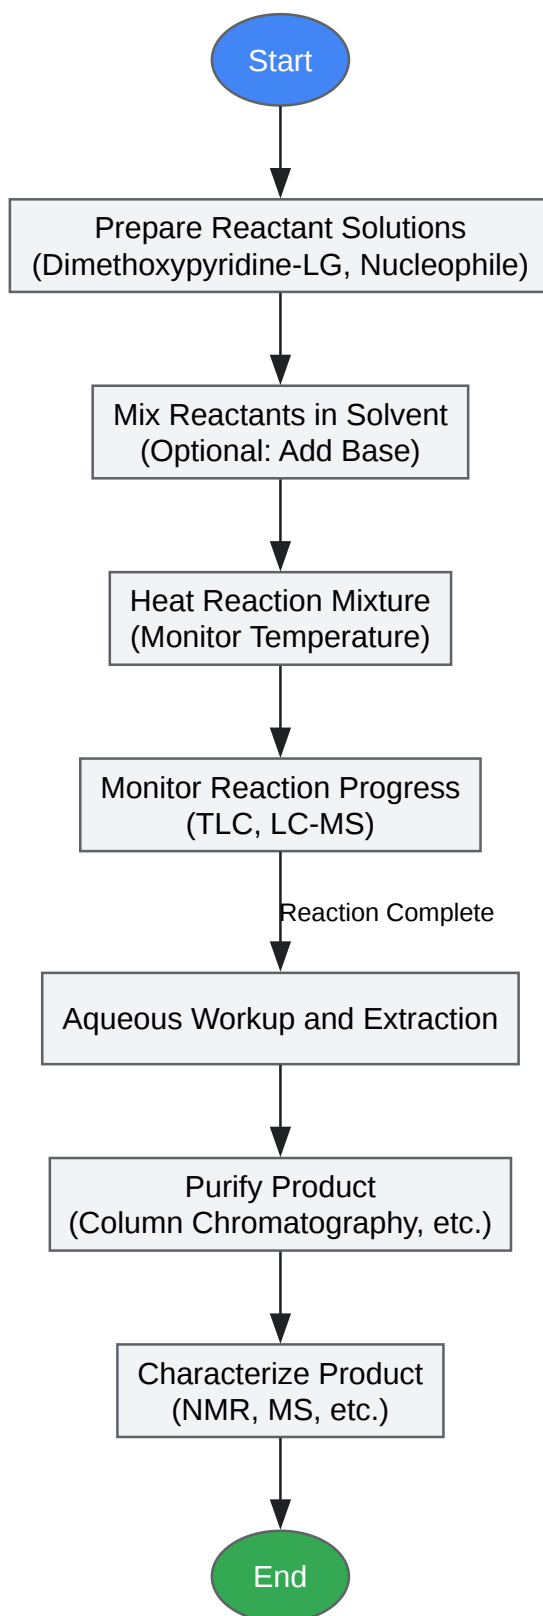 Start
Prepare Reactant Solutions
(Dimethoxypyridine-LG, Nucleophile)
Mix Reactants in Solvent
(Optional: Add Base)
Heat Reaction Mixture
(Monitor Temperature)
Monitor Reaction Progress
(TLC, LC-MS)
Reaction Complete
Aqueous Workup and Extraction
Purify Product
(Column Chromatography, etc.)
Characterize Product
(NMR, MS, etc.)
End